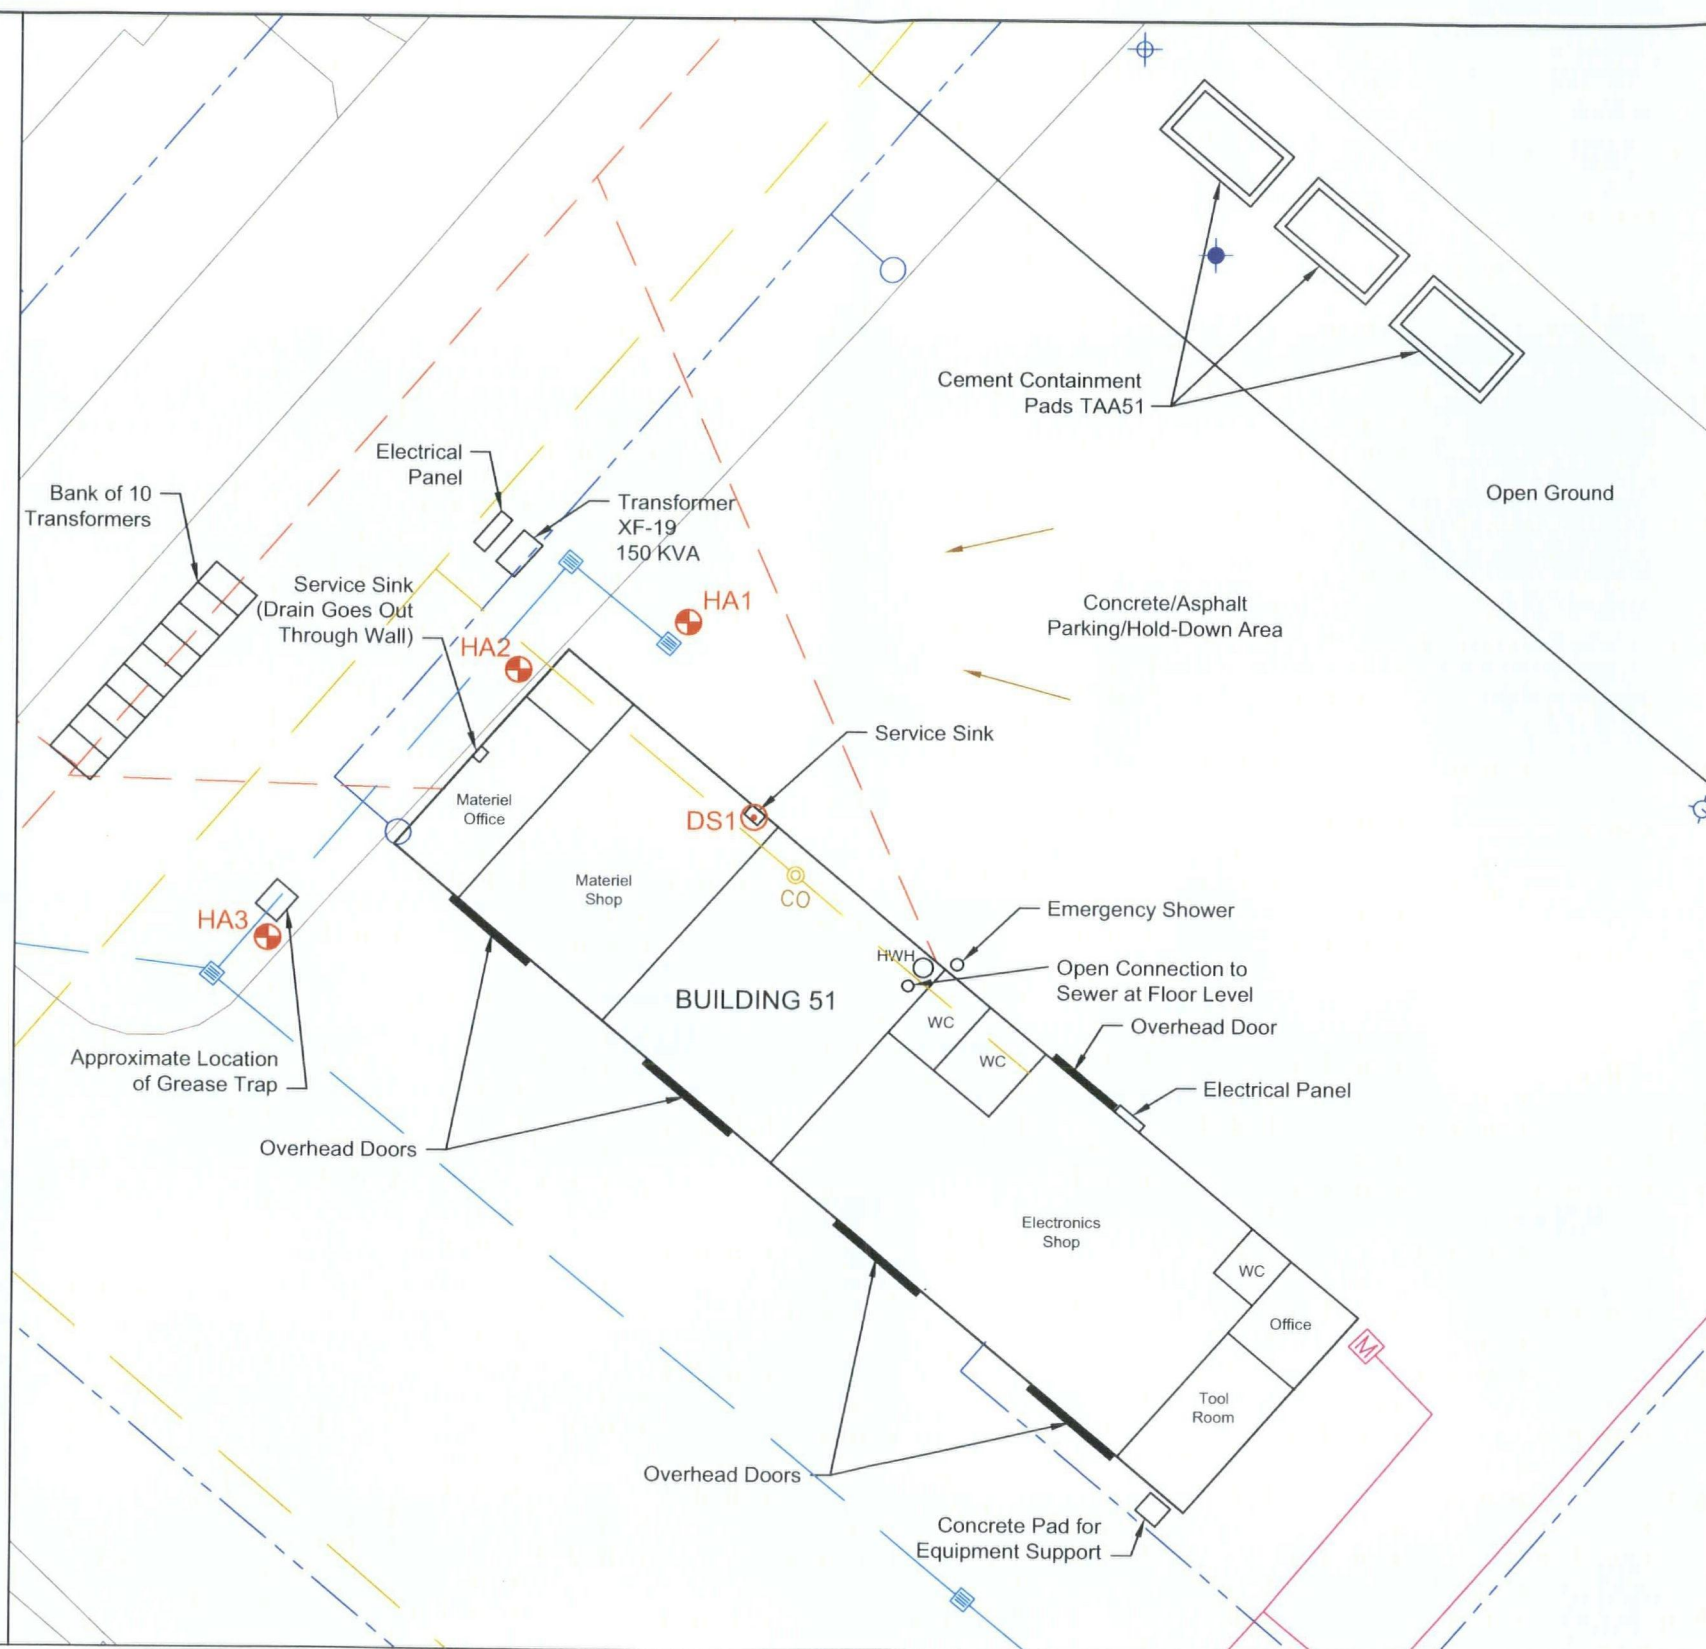 Cement Containment
Pads TAA51
Electrical
Panel
Bank of 10
Transformers
Transformer
XF-19
150 KVA
Open Ground
Service Sink
(Drain Goes Out
Through Wall)
HA1
HA2
Concrete/Asphalt
Parking/Hold-Down Area
Service Sink
Materiel
Office
DS1
Materiel
Shop
CO
HA3
Emergency Shower
HWH
Open Connection to
Sewer at Floor Level
BUILDING 51
WC
WC
Overhead Door
Approximate Location
of Grease Trap
Electrical Panel
Overhead Doors
Electronics
Shop
WC
Office
M
Tool
Room
Overhead Doors
Concrete Pad for
Equipment Support